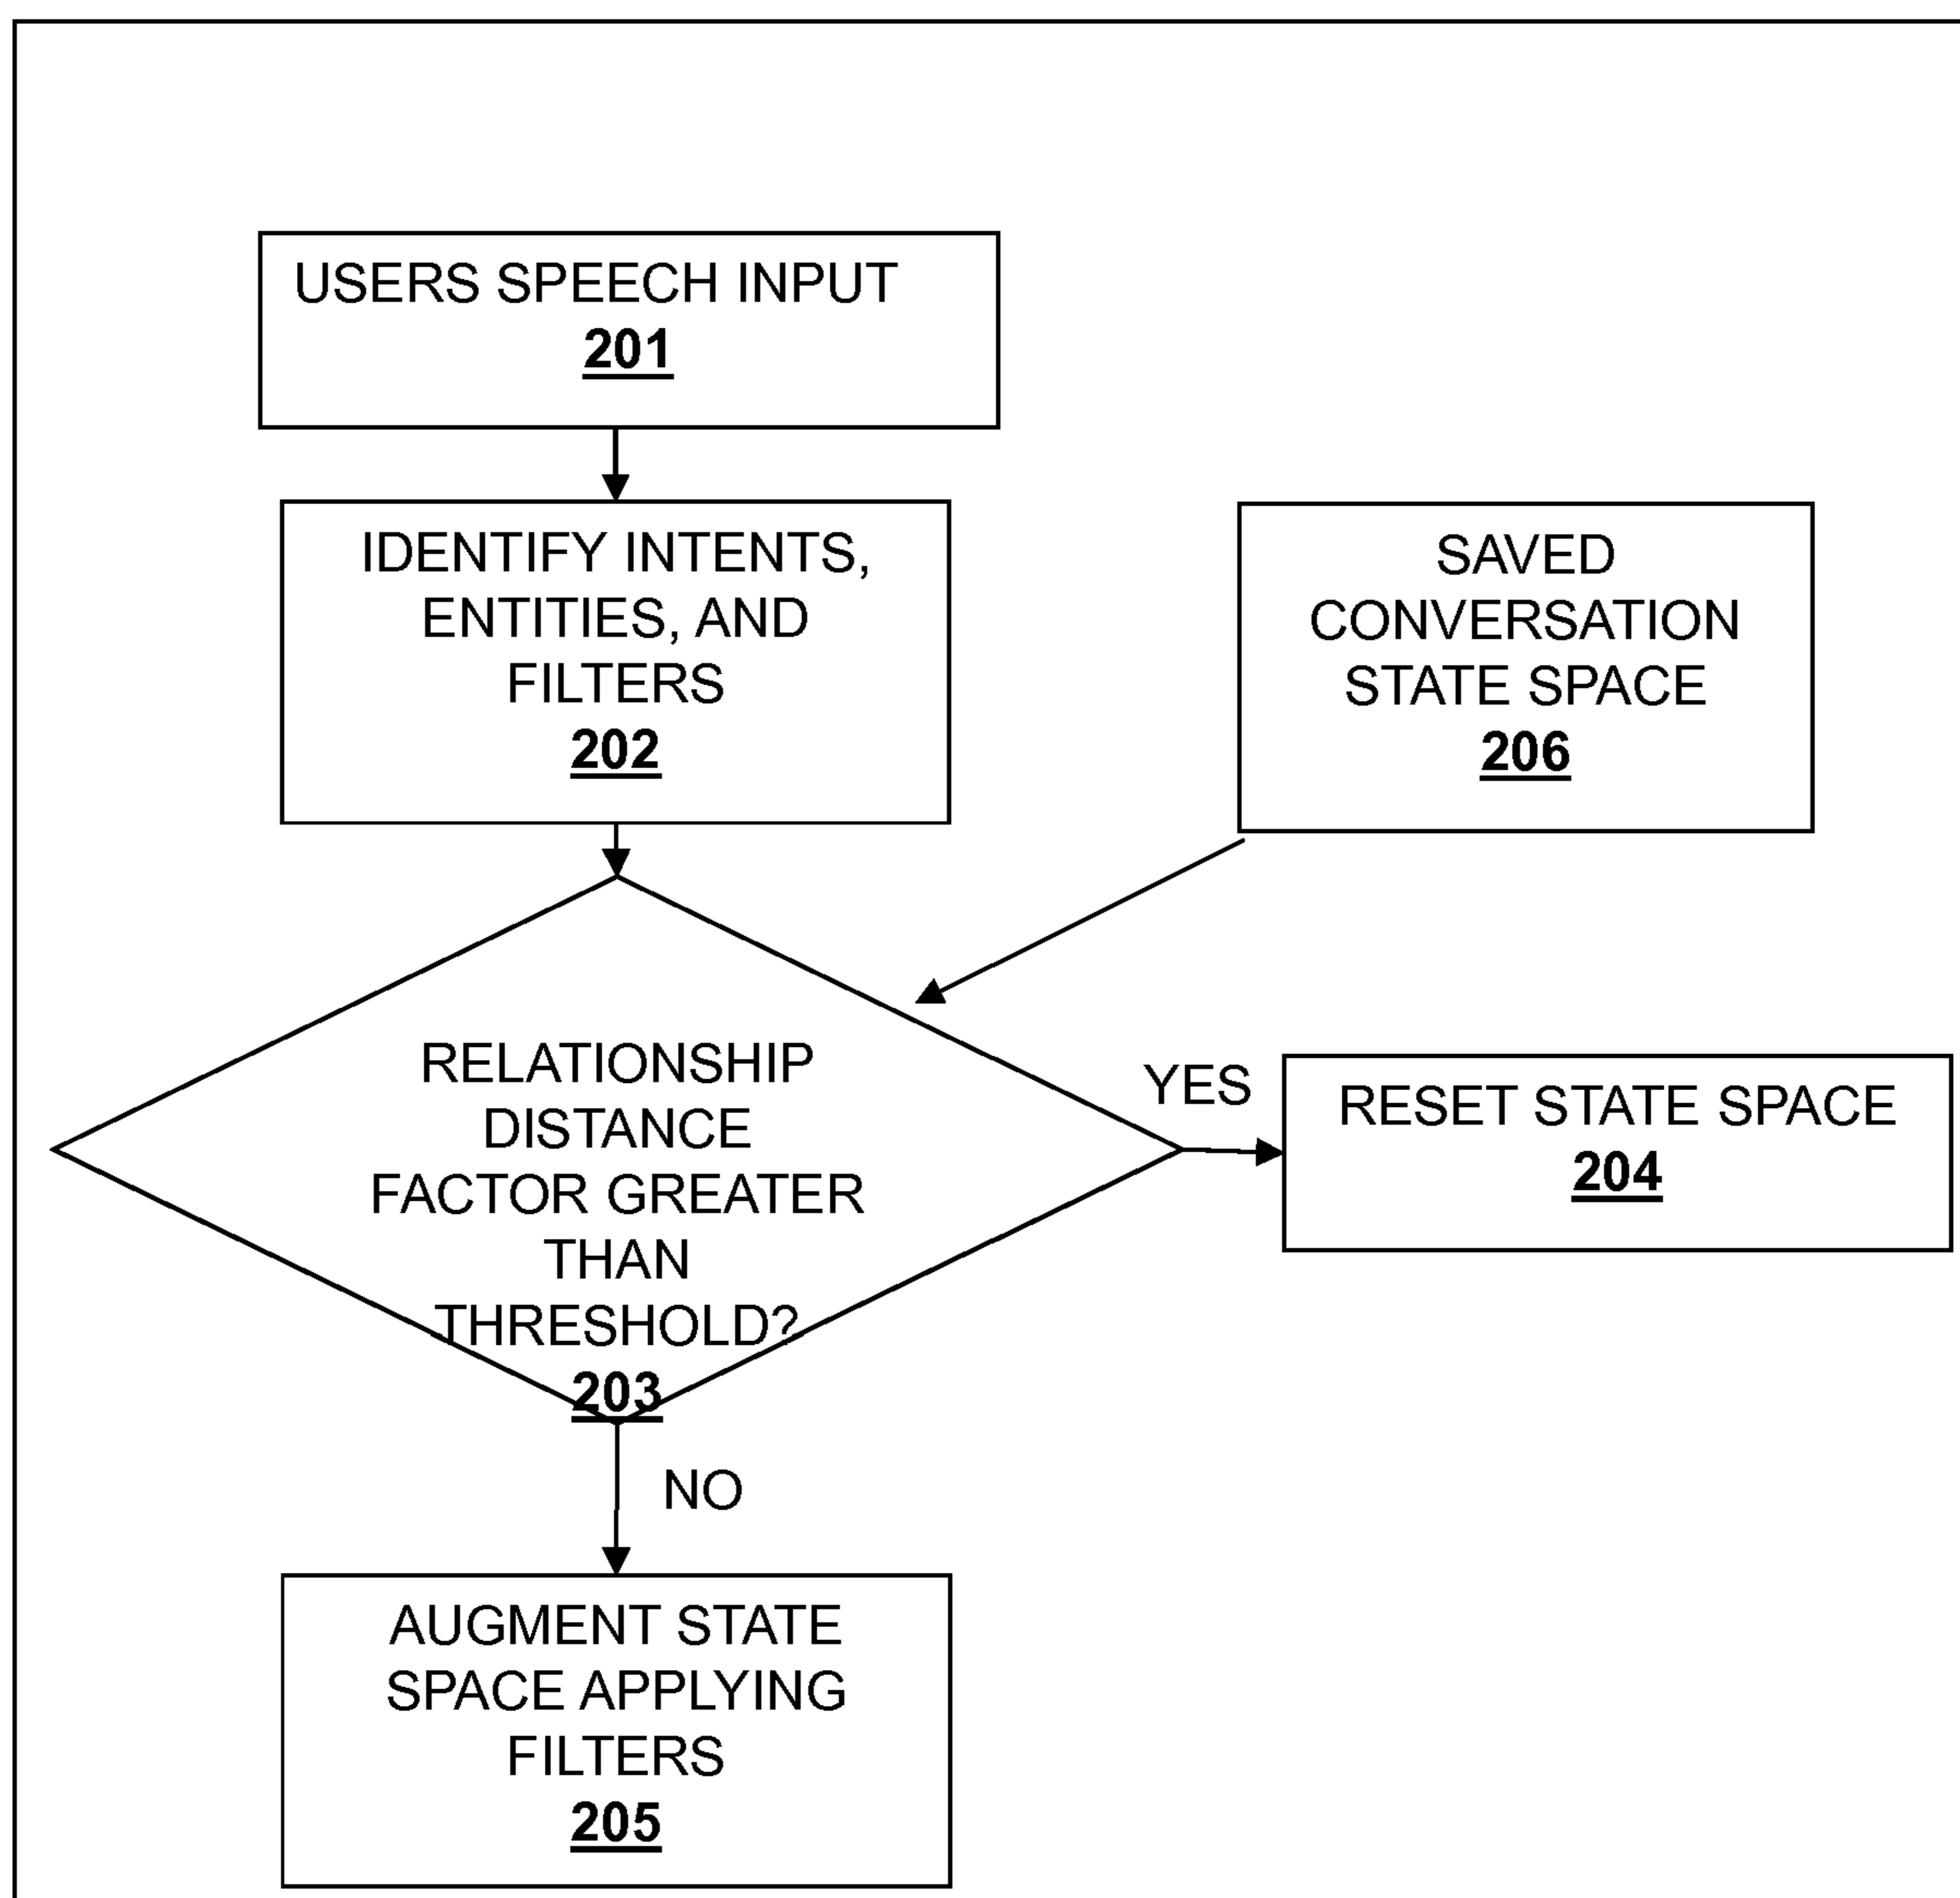 USERS SPEECH INPUT
201
IDENTIFY INTENTS,
ENTITIES, AND
FILTERS
202
SAVED
CONVERSATION
STATE SPACE
206
RELATIONSHIP
DISTANCE
FACTOR GREATER
THAN
THRESHOLD?
203
YES
RESET STATE SPACE
204
NO
AUGMENT STATE
SPACE APPLYING
FILTERS
205